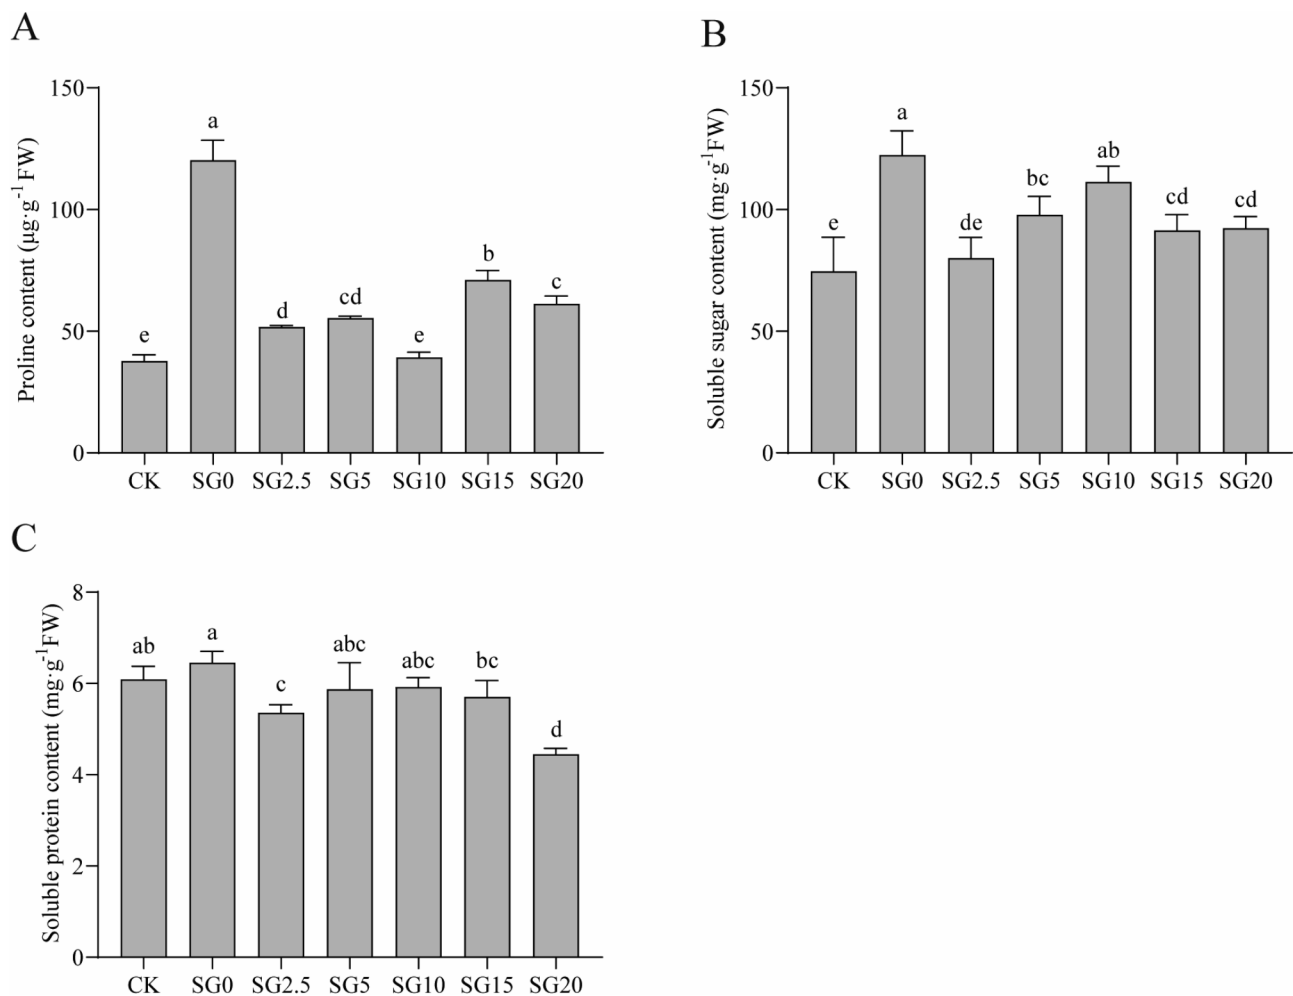 A
Proline content (μg·g⁻¹ FW)
150
100
50
0
a
b
c
cd
d
e
e
CK SG0 SG2.5 SG5 SG10 SG15 SG20
B
Soluble sugar content (mg·g⁻¹FW)
150
100
50
0
a
ab
bc
cd
cd
e
de
CK SG0 SG2.5 SG5 SG10 SG15 SG20
C
Soluble protein content (mg·g⁻¹FW)
8
6
4
2
0
ab
a
c
abc
abc
bc
d
CK SG0 SG2.5 SG5 SG10 SG15 SG20